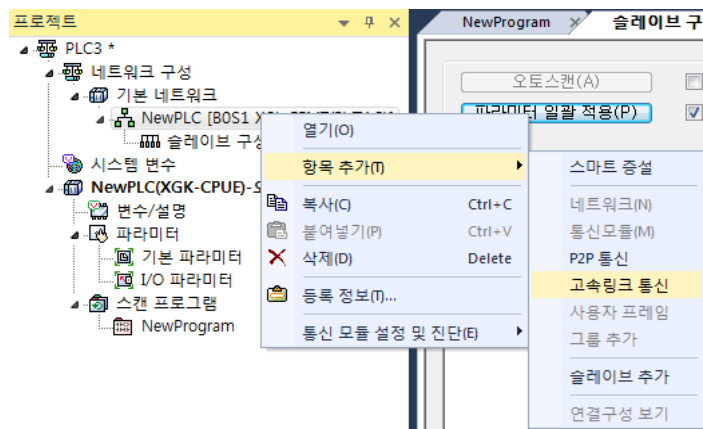 프로젝트
PLC3 *
네트워크 구성
기본 네트워크
NewPLC [B0S1
슬레이브 구성
시스템 변수
NewPLC(XGK-CPUE)-
변수/설명
파라미터
기본 파라미터
I/O 파라미터
스캔 프로그램
NewProgram
열기(O)
항목 추가(T)
복사(C) Ctrl+C
붙여넣기(P) Ctrl+V
삭제(D) Delete
등록 정보(T)...
통신 모듈 설정 및 진단(E)
NewProgram
슬레이브 구
오토스캔(A)
파라미터 일괄 적용(P)
스마트 증설
네트워크(N)
통신모듈(M)
P2P 통신
고속링크 통신
사용자 프레임
그룹 추가
슬레이브 추가
연결구성 보기